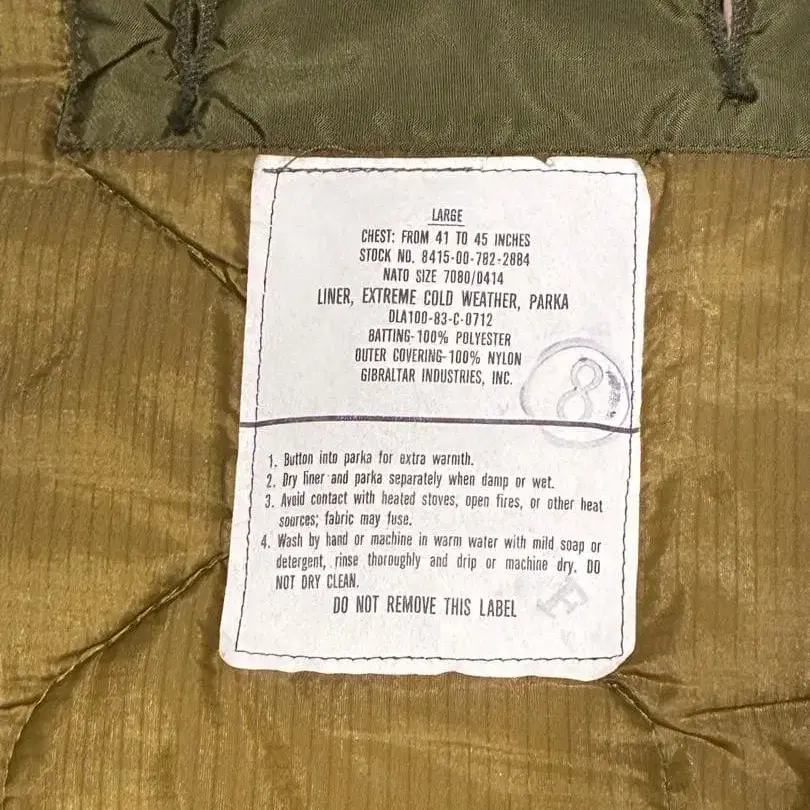 LARGE
CHEST: FROM 41 TO 45 INCHES
STOCK NO. 8415-00-782-2884
NATO SIZE 7080/0414
LINER, EXTREME COLD WEATHER, PARKA
DLA100-83-C-0712
BATTING-100% POLYESTER
OUTER COVERING-100% NYLON
GIBRALTAR INDUSTRIES, INC.
8
1. Button into parka for extra warmth.
2. Dry liner and parka separately when damp or wet.
3. Avoid contact with heated stoves, open fires, or other heat
sources; fabric may fuse.
4. Wash by hand or machine in warm water with mild soap or
detergent, rinse thoroughly and drip or machine dry. DO
NOT DRY CLEAN.
DO NOT REMOVE THIS LABEL